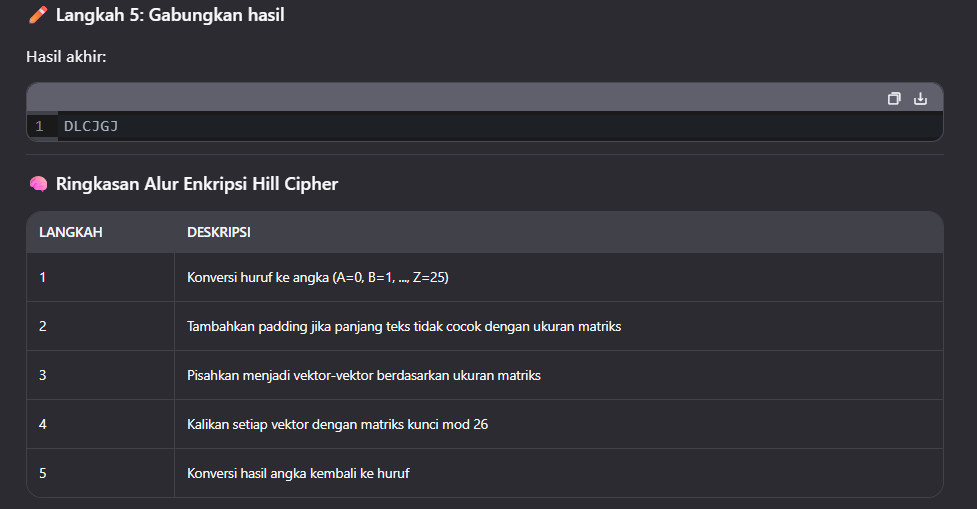 Langkah 5: Gabungkan hasil
Hasil akhir:
1 DLCJGJ
Ringkasan Alur Enkripsi Hill Cipher
LANGKAH DESKRIPSI
1 Konversi huruf ke angka (A=0, B=1, ..., Z=25)
2 Tambahkan padding jika panjang teks tidak cocok dengan ukuran matriks
3 Pisahkan menjadi vektor-vektor berdasarkan ukuran matriks
4 Kalikan setiap vektor dengan matriks kunci mod 26
5 Konversi hasil angka kembali ke huruf